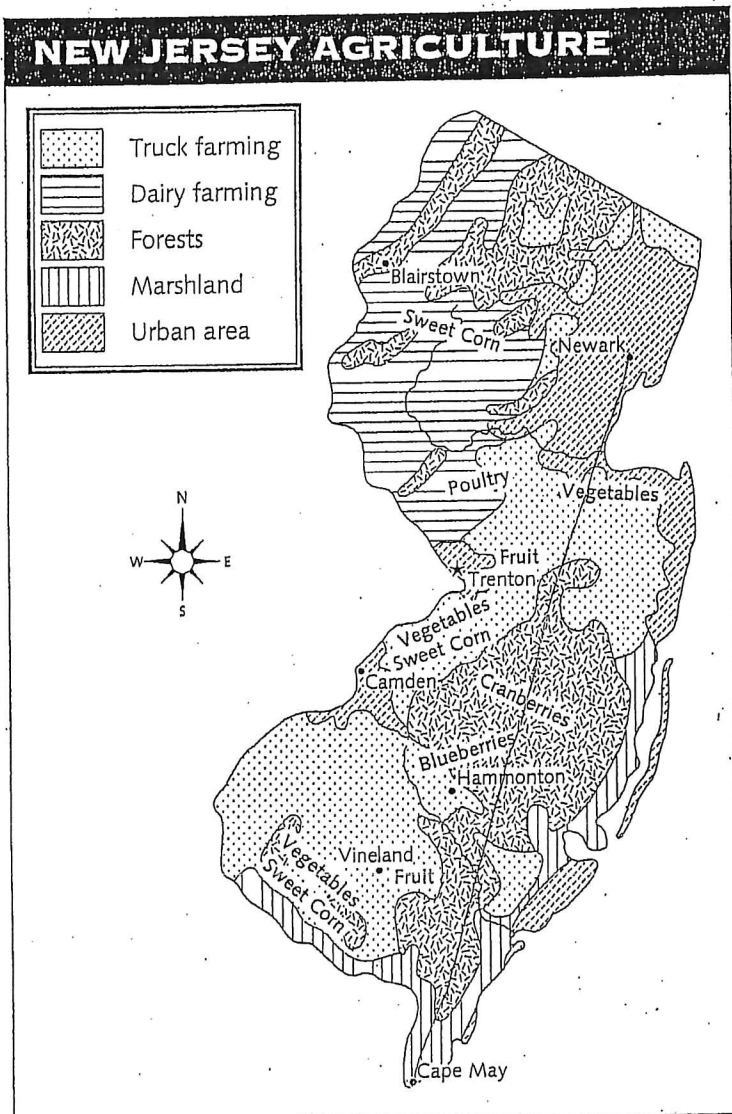 NEW JERSEY AGRICULTURE
Truck farming
Dairy farming
Forests
Marshland
Urban area
Blairstown
Sweet Corn
Newark
Poultry
Vegetables
N
W E
S
Fruit
Trenton
Vegetables
Sweet Corn
Camden
Cranberries
Blueberries
Hammonton
Vineland
Fruit
Vegetables
Sweet Corn
Cape May